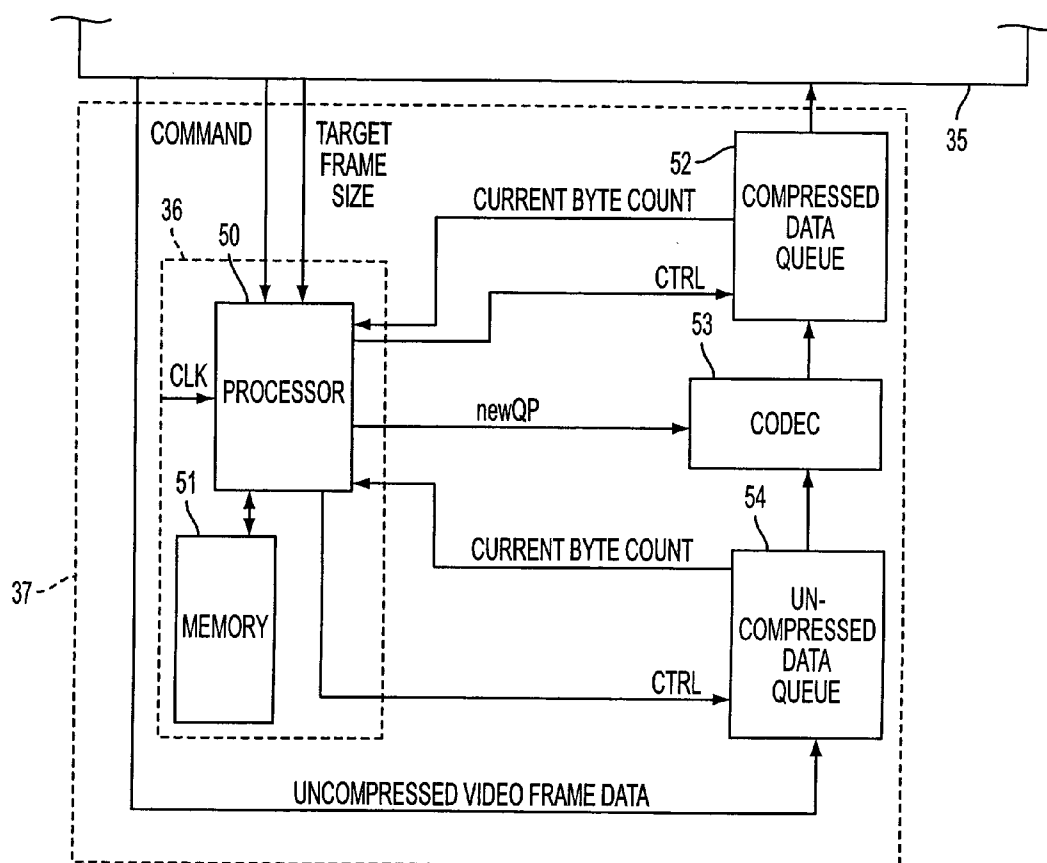 35
COMMAND
TARGET
FRAME
SIZE
52
COMPRESSED
DATA
QUEUE
CURRENT BYTE COUNT
36
50
CTRL
53
CLK
PROCESSOR
newQP
CODEC
51
54
CURRENT BYTE COUNT
37
MEMORY
UN-
COMPRESSED
DATA
QUEUE
CTRL
UNCOMPRESSED VIDEO FRAME DATA